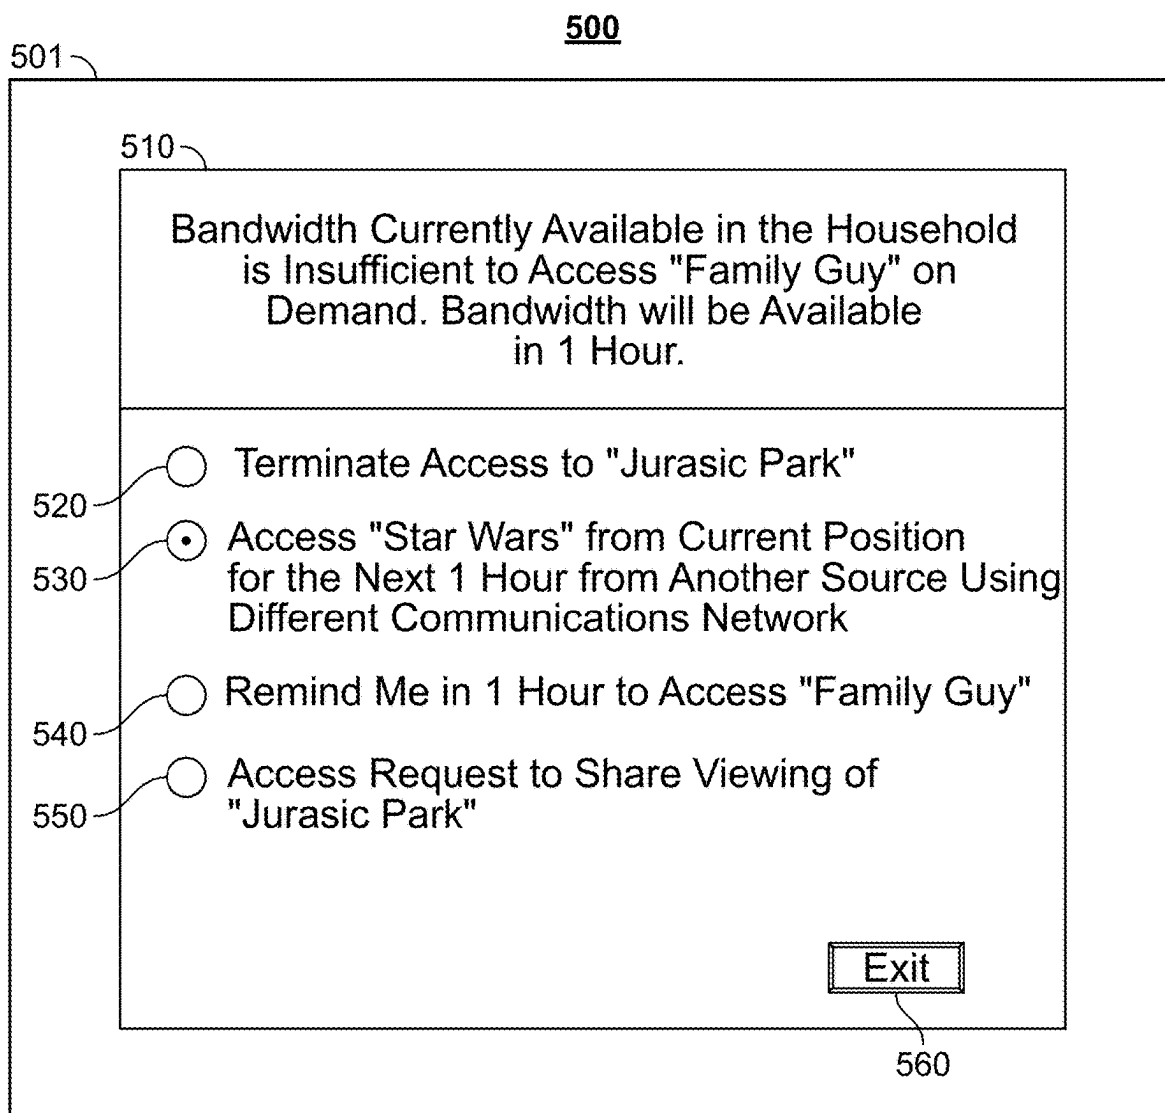 500
501
510
Bandwidth Currently Available in the Household
is Insufficient to Access "Family Guy" on
Demand. Bandwidth will be Available
in 1 Hour.
Terminate Access to "Jurasic Park"
520
Access "Star Wars" from Current Position
for the Next 1 Hour from Another Source Using
Different Communications Network
530
Remind Me in 1 Hour to Access "Family Guy"
540
Access Request to Share Viewing of
"Jurasic Park"
550
Exit
560